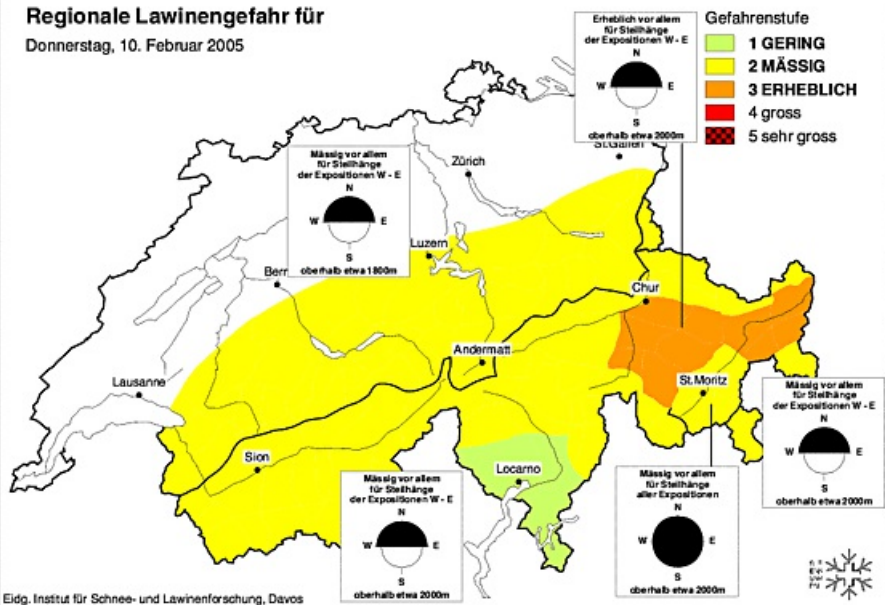 Regionale Lawinengefahr für
Donnerstag, 10. Februar 2005
Erheblich vor allem
für Steilhänge
der Expositionen W - E
N
W E
S
oberhalb etwa 2000m
Gefahrenstufe
1 GERING
2 MÄSSIG
3 ERHEBLICH
4 gross
5 sehr gross
St.Gallen
Zürich
Mässig vor allem
für Steilhänge
der Expositionen W - E
N
W E
S
oberhalb etwa 1800m
Luzern
Bern
Chur
Andermatt
Lausanne
St.Moritz
Sion
Locarno
Mässig vor allem
für Steilhänge
der Expositionen W - E
N
W E
S
oberhalb etwa 2000m
Mässig vor allem
für Steilhänge
aller Expositionen
N
W E
S
oberhalb etwa 2000m
Mässig vor allem
für Steilhänge
der Expositionen W - E
N
W E
S
oberhalb etwa 2000m
Eidg. Institut für Schnee- und Lawinenforschung, Davos